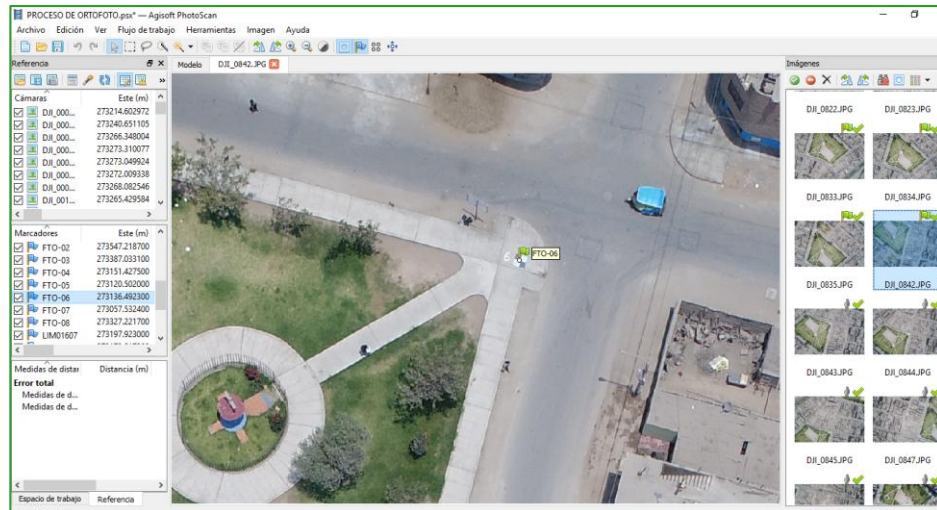 PROCESO DE ORTOFOTO.psx* — Agisoft PhotoScan
Archivo Edición Ver Flujo de trabajo Herramientas Imagen Ayuda
Referencia
Modelo DJI_0842.JPG
Imágenes
Cámaras Este (m)
DJI_000... 273214.602972
DJI_000... 273240.651105
DJI_000... 273266.348004
DJI_000... 273273.310077
DJI_000... 273273.049924
DJI_000... 273272.009338
DJI_000... 273268.082546
DJI_001... 273265.429584
Marcadores Este (m)
FTO-02 273547.218700
FTO-03 273387.033100
FTO-04 273151.427500
FTO-05 273120.502000
FTO-06 273136.492300
FTO-07 273057.532400
FTO-08 273327.221700
LIM01607 273197.923000
Medidas de distar Distancia (m)
Error total
Medidas de d...
Medidas de d...
Espacio de trabajo Referencia
6
FTO-06
DJI_0822.JPG DJI_0823.JPG
DJI_0833.JPG DJI_0834.JPG
DJI_0835.JPG DJI_0842.JPG
DJI_0843.JPG DJI_0844.JPG
DJI_0845.JPG DJI_0847.JPG